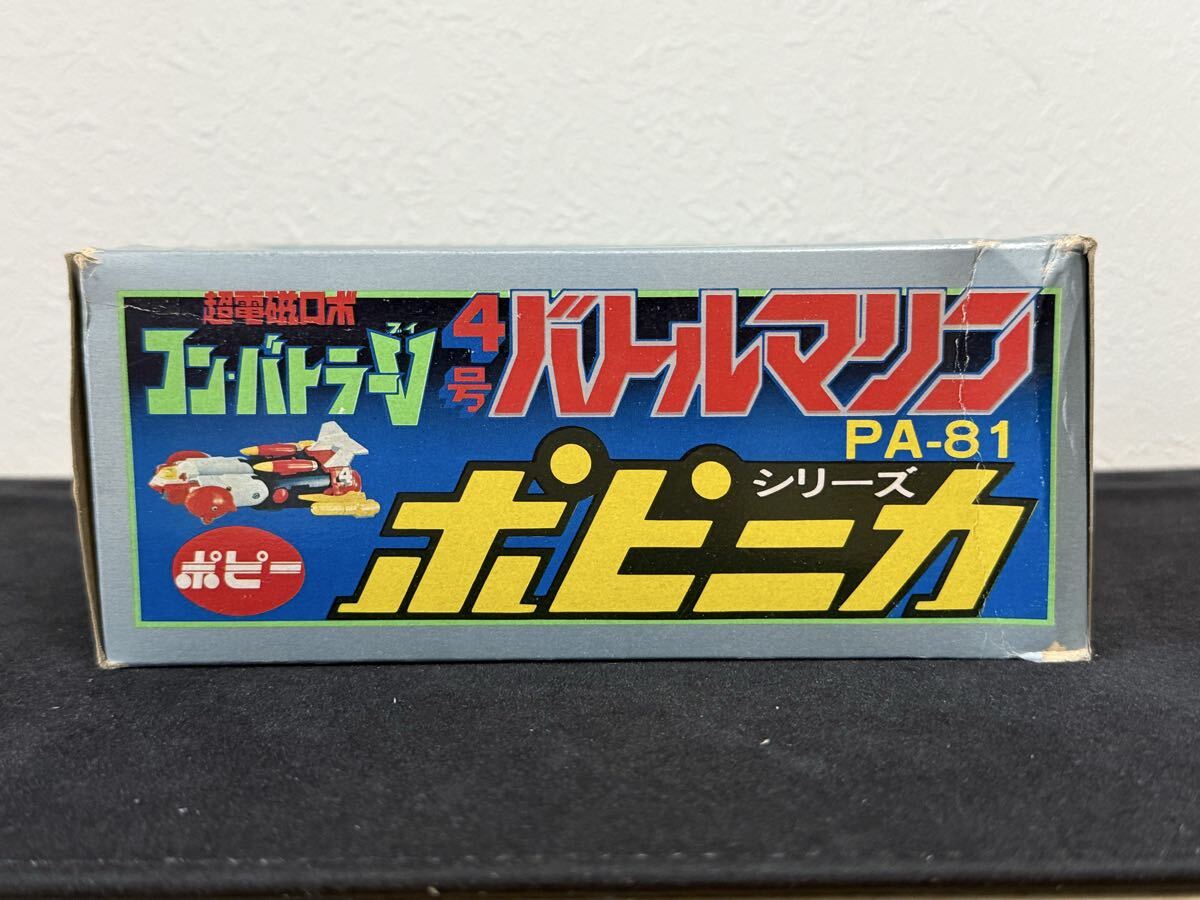 超電磁ロボ
コン・バトラーV
ブイ
4号
バトルマリン
PA-81
シリーズ
ポピニカ
4
ポピー